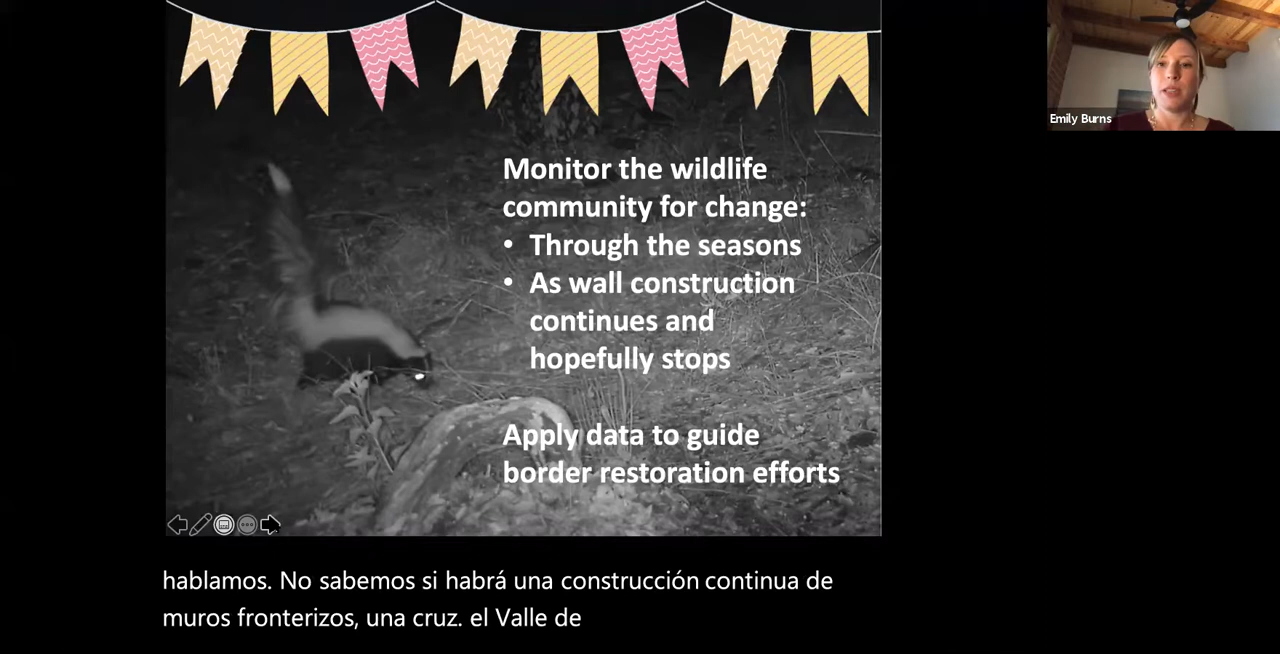 Monitor the wildlife
community for change:
• Through the seasons
• As wall construction
continues and
hopefully stops
Apply data to guide
border restoration efforts
Emily Burns
hablamos. No sabemos si habrá una construcción continua de
muros fronterizos, una cruz. el Valle de